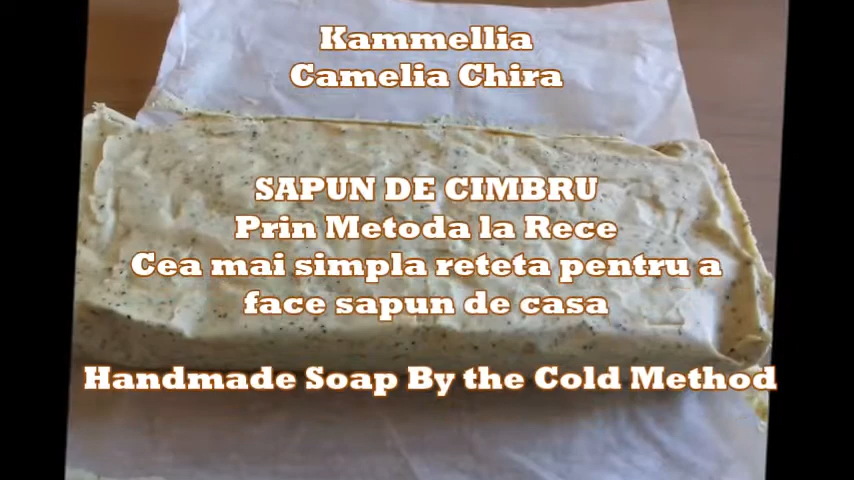 Kammellia
Camelia Chira
SAPUN DE CIMBRU
Prin Metoda la Rece
Cea mai simpla reteta pentru a
face sapun de casa
Handmade Soap By the Cold Method